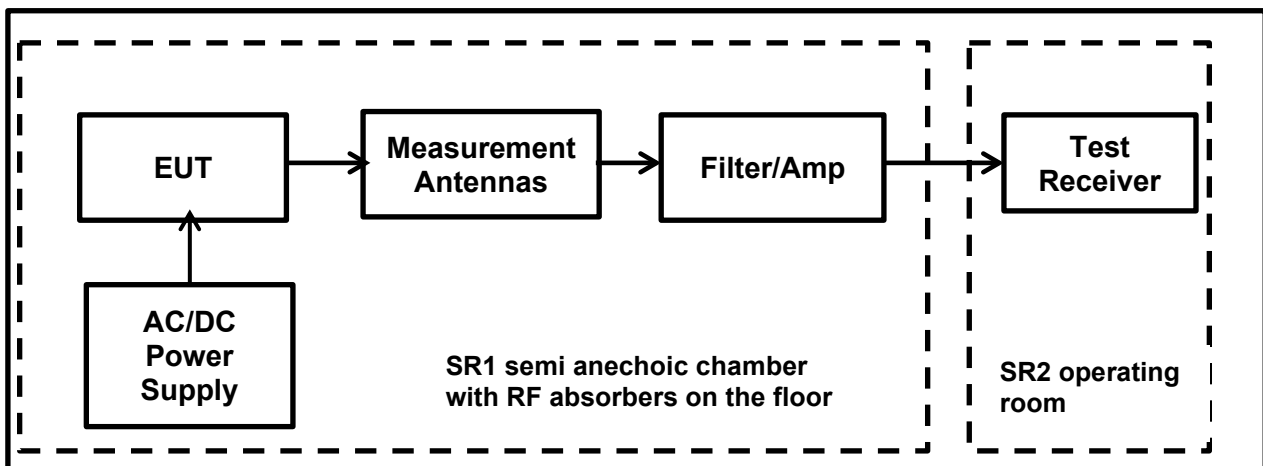 EUT
Measurement
Antennas
Filter/Amp
Test
Receiver
AC/DC
Power
Supply
SR1 semi anechoic chamber
with RF absorbers on the floor
SR2 operating
room